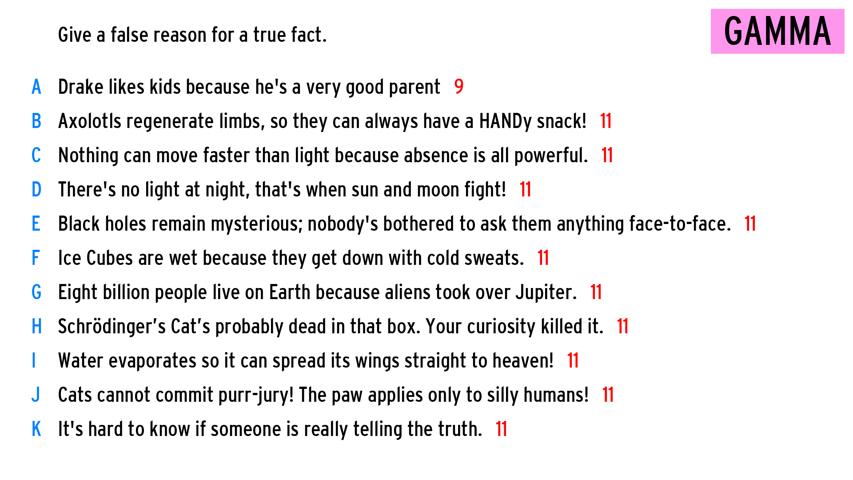 Give a false reason for a true fact.
GAMMA
A Drake likes kids because he's a very good parent 9
B Axolotls regenerate limbs, so they can always have a HANDy snack! 11
C Nothing can move faster than light because absence is all powerful. 11
D There's no light at night, that's when sun and moon fight! 11
E Black holes remain mysterious; nobody's bothered to ask them anything face-to-face. 11
F Ice Cubes are wet because they get down with cold sweats. 11
G Eight billion people live on Earth because aliens took over Jupiter. 11
H Schrödinger’s Cat’s probably dead in that box. Your curiosity killed it. 11
I Water evaporates so it can spread its wings straight to heaven! 11
J Cats cannot commit purr-jury! The paw applies only to silly humans! 11
K It's hard to know if someone is really telling the truth. 11